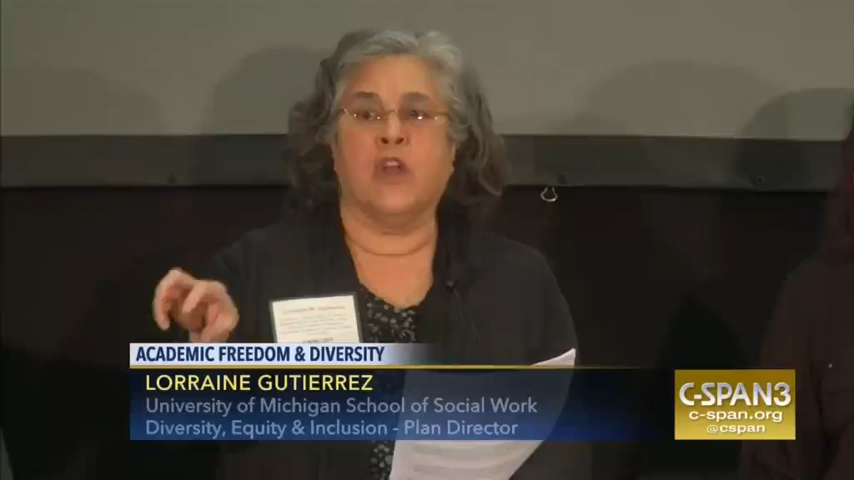 ACADEMIC FREEDOM & DIVERSITY
LORRAINE GUTIERREZ
University of Michigan School of Social Work
Diversity, Equity & Inclusion - Plan Director
C-SPAN3
c-span.org
@cspan